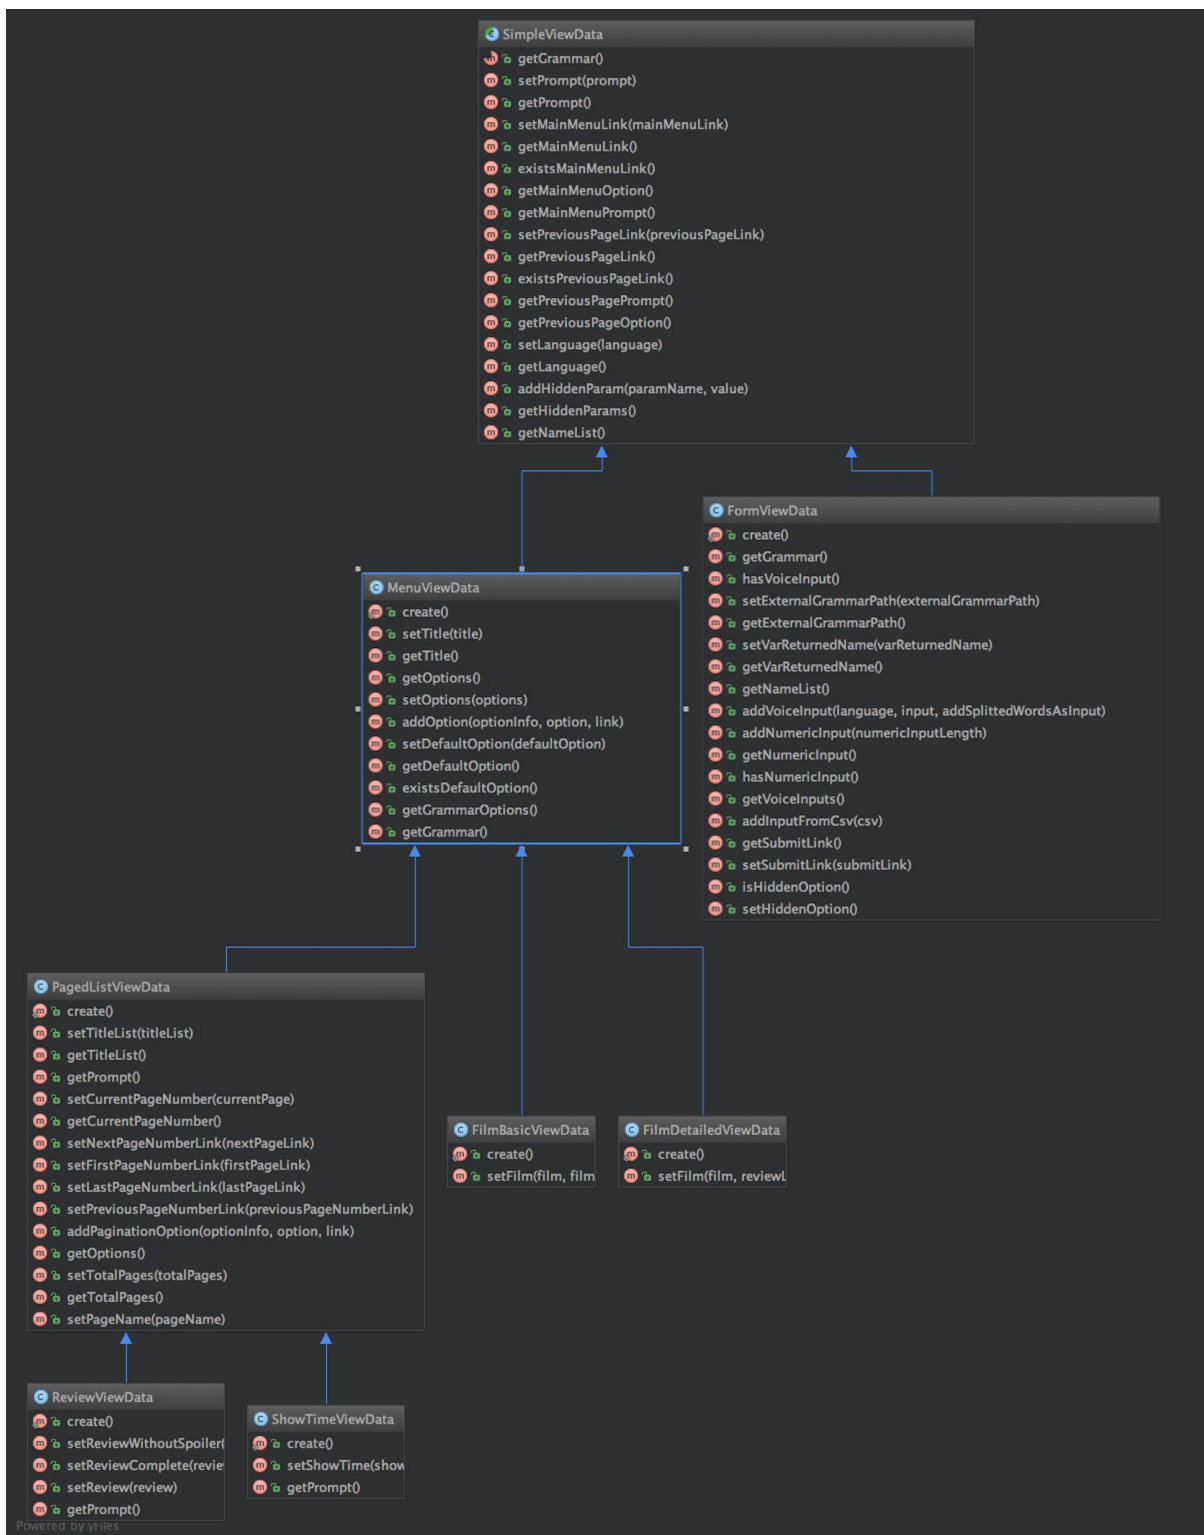 SimpleViewData
getGrammar()
setPrompt(prompt)
getPrompt()
setMainMenuLink(mainMenuLink)
getMainMenuLink()
existsMainMenuLink()
getMainMenuOption()
getMainMenuPrompt()
setPreviousPageLink(previousPageLink)
getPreviousPageLink()
existsPreviousPageLink()
getPreviousPagePrompt()
getPreviousPageOption()
setLanguage(language)
getLanguage()
addHiddenParam(paramName, value)
getHiddenParams()
getNameList()
FormViewData
create()
getGrammar()
hasVoiceInput()
setExternalGrammarPath(externalGrammarPath)
getExternalGrammarPath()
setVarReturnedName(varReturnedName)
getVarReturnedName()
getNameList()
addVoiceInput(language, input, addSplittedWordsAsInput)
addNumericInput(numericInputLength)
getNumericInput()
hasNumericInput()
getVoiceInputs()
addInputFromCsv(csv)
getSubmitLink()
setSubmitLink(submitLink)
isHiddenOption()
setHiddenOption()
MenuViewData
create()
setTitle(title)
getTitle()
getOptions()
setOptions(options)
addOption(optionInfo, option, link)
setDefaultOption(defaultOption)
getDefaultOption()
existsDefaultOption()
getGrammarOptions()
getGrammar()
PagedListViewData
create()
setTitleList(titleList)
getTitleList()
getPrompt()
setCurrentPageNumber(currentPage)
getCurrentPageNumber()
setNextPageNumberLink(nextPageLink)
setFirstPageNumberLink(firstPageLink)
setLastPageNumberLink(lastPageLink)
setPreviousPageNumberLink(previousPageNumberLink)
addPaginationOption(optionInfo, option, link)
getOptions()
setTotalPages(totalPages)
getTotalPages()
setPageName(pageName)
FilmBasicViewData
create()
setFilm(film, film
FilmDetailedViewData
create()
setFilm(film, reviewL
ReviewViewData
create()
setReviewWithoutSpoiler(
setReviewComplete(revie
setReview(review)
getPrompt()
ShowTimeViewData
create()
setShowTime(show
getPrompt()
Powered by yFiles